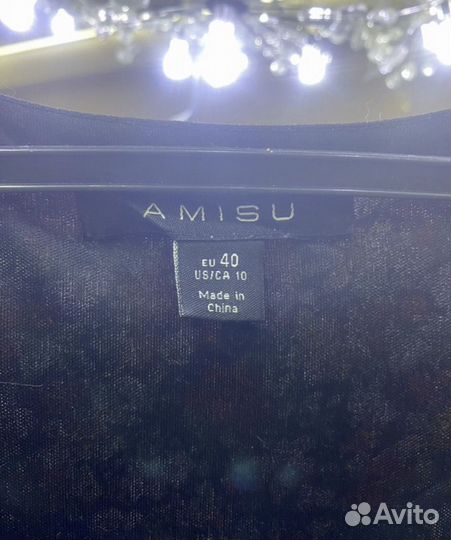 AMISU
EU 40
US/CA 10
Made in
China
Avito